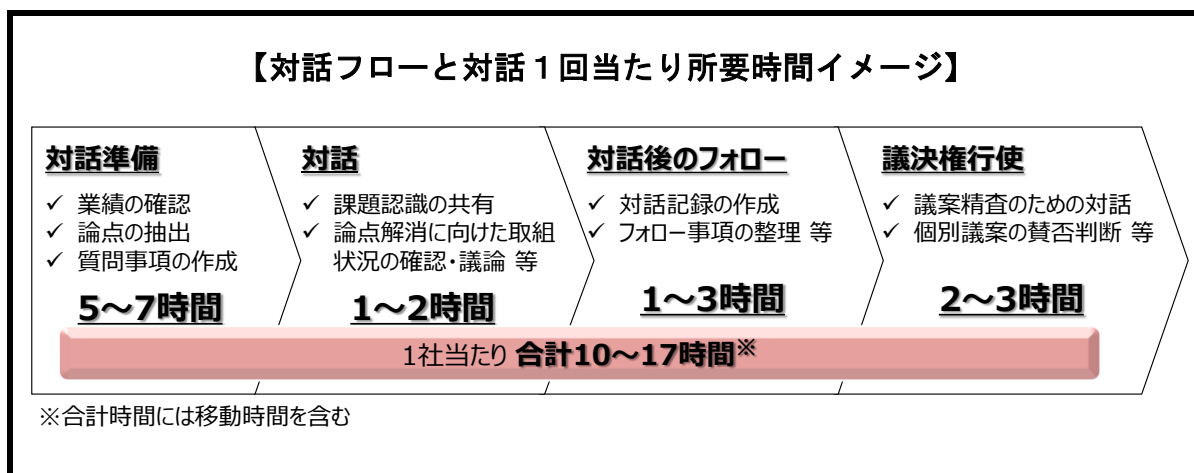 【対話フローと対話１回当たり所要時間イメージ】
対話準備
✓ 業績の確認
✓ 論点の抽出
✓ 質問事項の作成
5～7時間
対話
✓ 課題認識の共有
✓ 論点解消に向けた取組
状況の確認・議論 等
1～2時間
対話後のフォロー
✓ 対話記録の作成
✓ フォロー事項の整理 等
1～3時間
議決権行使
✓ 議案精査のための対話
✓ 個別議案の賛否判断 等
2～3時間
1社当たり 合計10～17時間※
※合計時間には移動時間を含む